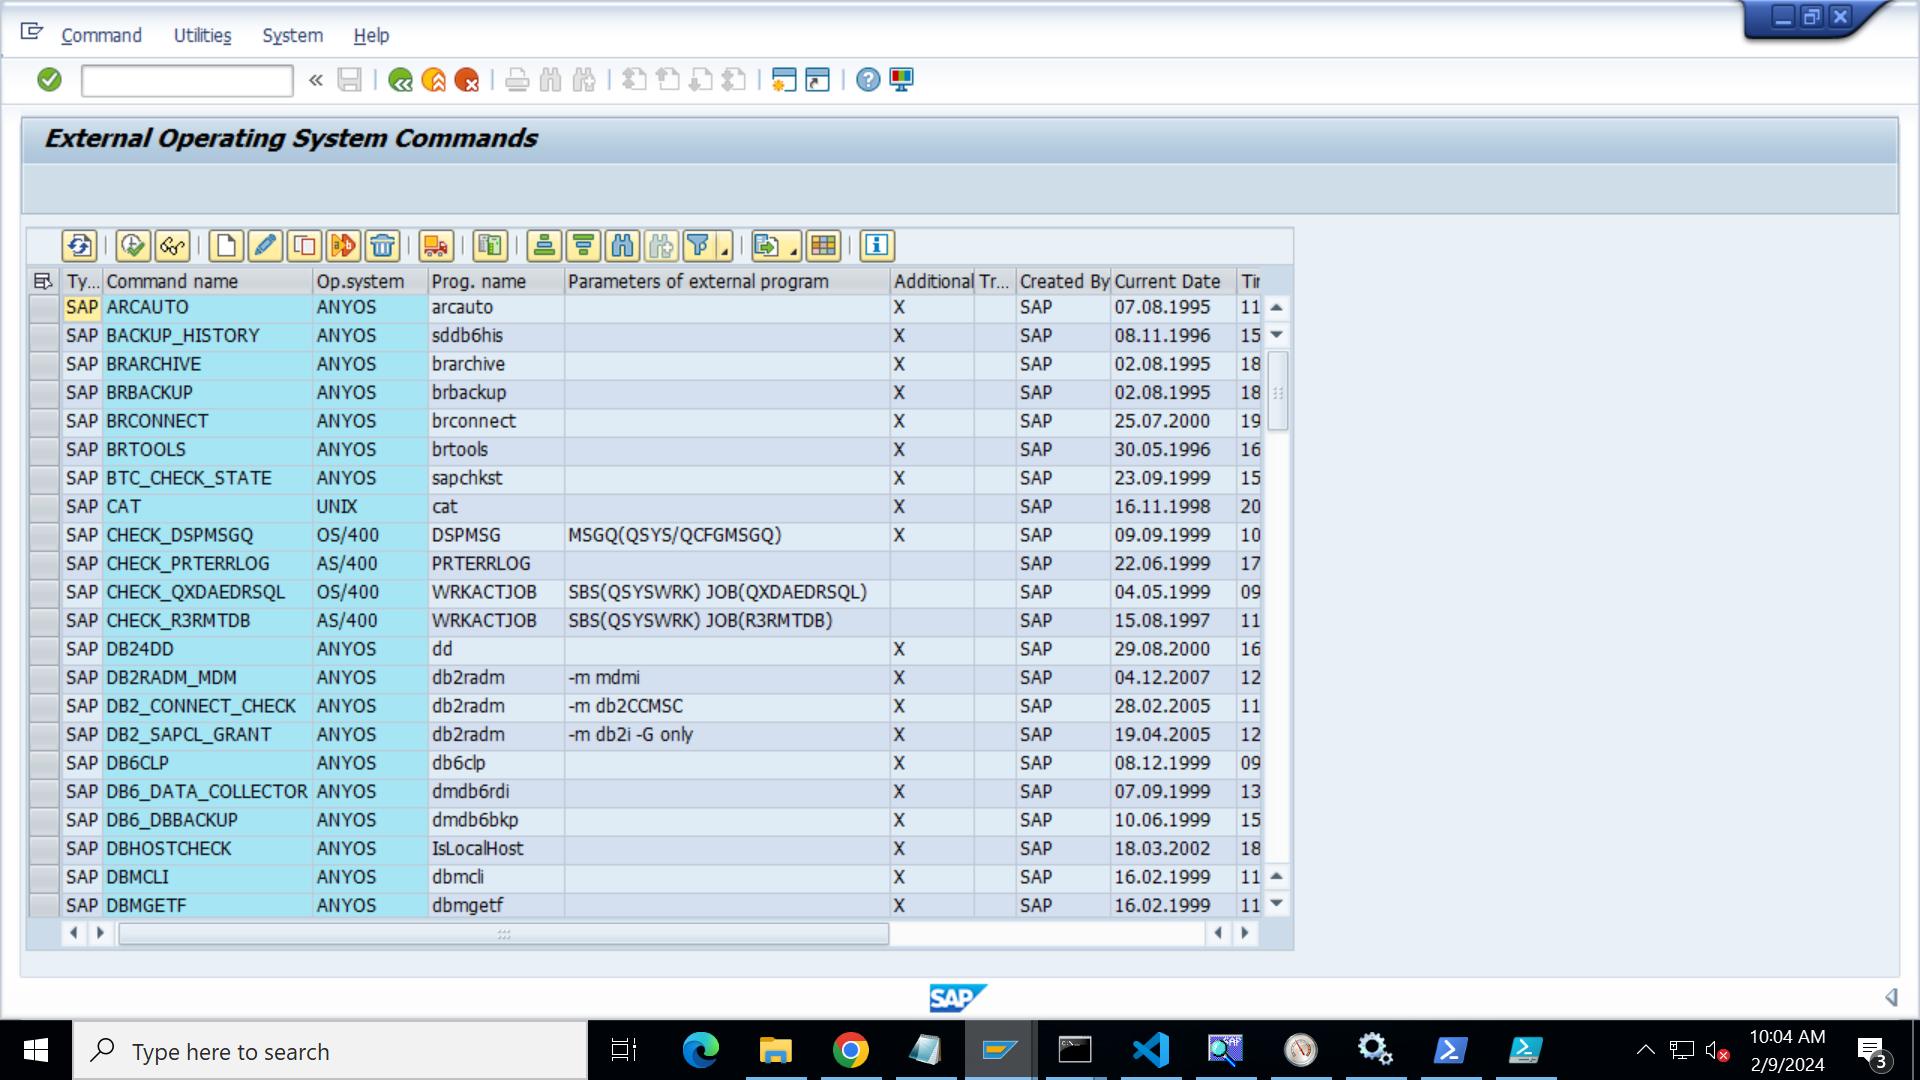 Command Utilities System Help
External Operating System Commands
Ty... Command name Op.system Prog. name Parameters of external program Additional Tr... Created By Current Date
SAP ARCAUTO ANYOS arcauto X SAP 07.08.1995 11
SAP BACKUP_HISTORY ANYOS sddb6his X SAP 08.11.1996 15
SAP BRARCHIVE ANYOS brarchive X SAP 02.08.1995 18
SAP BRBACKUP ANYOS brbackup X SAP 02.08.1995 18
SAP BRCONNECT ANYOS brconnect X SAP 25.07.2000 19
SAP BRTOOLS ANYOS brtools X SAP 30.05.1996 16
SAP BTC_CHECK_STATE ANYOS sapchkst X SAP 23.09.1999 15
SAP CAT UNIX cat X SAP 16.11.1998 20
SAP CHECK_DSPMSGQ OS/400 DSPMSG MSGQ(QSYS/QCFGMSGQ) X SAP 09.09.1999 10
SAP CHECK_PRTERRLOG AS/400 PRTERRLOG SAP 22.06.1999 17
SAP CHECK_QXDAEDRSQL OS/400 WRKACTJOB SBS(QSYSWRK) JOB(QXDAEDRSQL) SAP 04.05.1999 09
SAP CHECK_R3RMTDB AS/400 WRKACTJOB SBS(QSYSWRK) JOB(R3RMTDB) SAP 15.08.1997 11
SAP DB24DD ANYOS dd X SAP 29.08.2000 16
SAP DB2RADM_MDM ANYOS db2radm -m mdmi X SAP 04.12.2007 12
SAP DB2_CONNECT_CHECK ANYOS db2radm -m db2CCMSC X SAP 28.02.2005 11
SAP DB2_SAPCL_GRANT ANYOS db2radm -m db2i -G only X SAP 19.04.2005 12
SAP DB6CLP ANYOS db6clp X SAP 08.12.1999 09
SAP DB6_DATA_COLLECTOR ANYOS dmdb6rdi X SAP 07.09.1999 13
SAP DB6_DBBACKUP ANYOS dmdb6bkp X SAP 10.06.1999 15
SAP DBHOSTCHECK ANYOS IsLocalHost X SAP 18.03.2002 18
SAP DBMCLI ANYOS dbmcli X SAP 16.02.1999 11
SAP DBMGETF ANYOS dbmgetf X SAP 16.02.1999 11
SAP
Type here to search
10:04 AM
2/9/2024
3